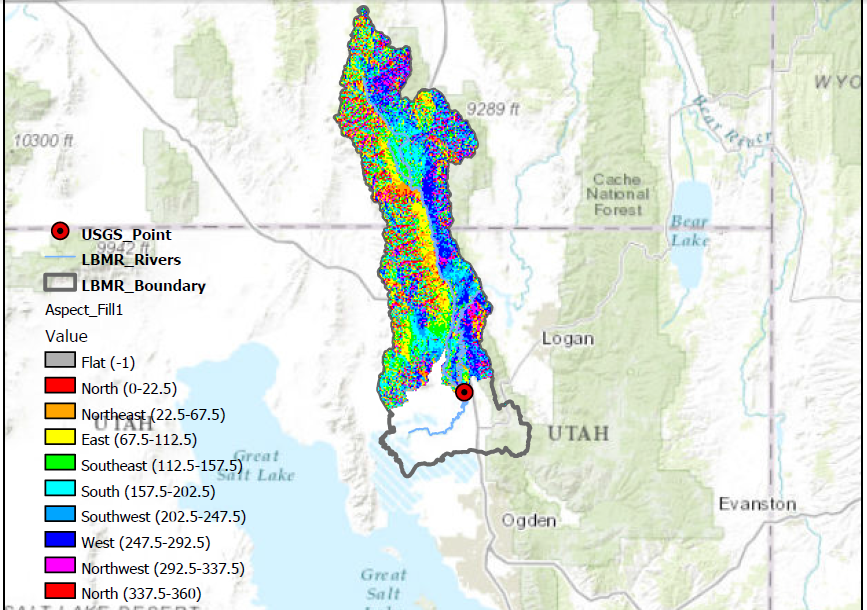 WYO
9289 ft
Bear River
10300 ft
Cache
National
Forest
Bear
Lake
USGS_Point
9942 ft
LBMR_Rivers
LBMR_Boundary
Aspect_Fill1
Value
Logan
Flat (-1)
North (0-22.5)
Northeast (22.5-67.5)
UTAH
UTAH
East (67.5-112.5)
Great
Salt Lake
Southeast (112.5-157.5)
South (157.5-202.5)
Evanston
Southwest (202.5-247.5)
Ogden
West (247.5-292.5)
Northwest (292.5-337.5)
Great
Salt
North (337.5-360)
SALT LAKE DESERT